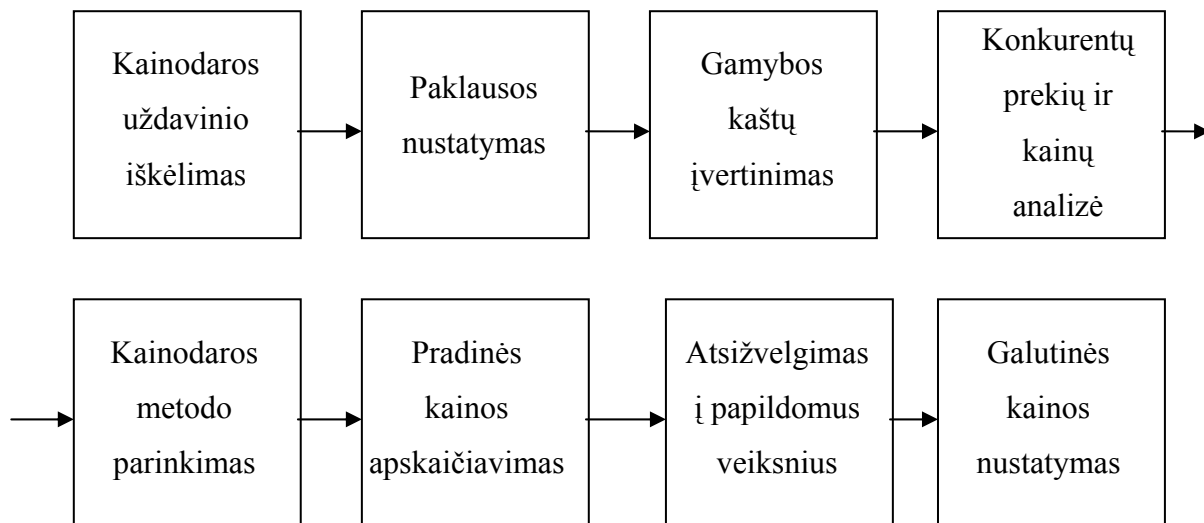 Kainodaros
uždavinio
iškėlimas
Paklausos
nustatymas
Gamybos
kaštų
įvertinimas
Konkurentų
prekių ir
kainų
analizė
Kainodaros
metodo
parinkimas
Pradinės
kainos
apskaičiavimas
Atsižvelgimas
į papildomus
veiksnius
Galutinės
kainos
nustatymas